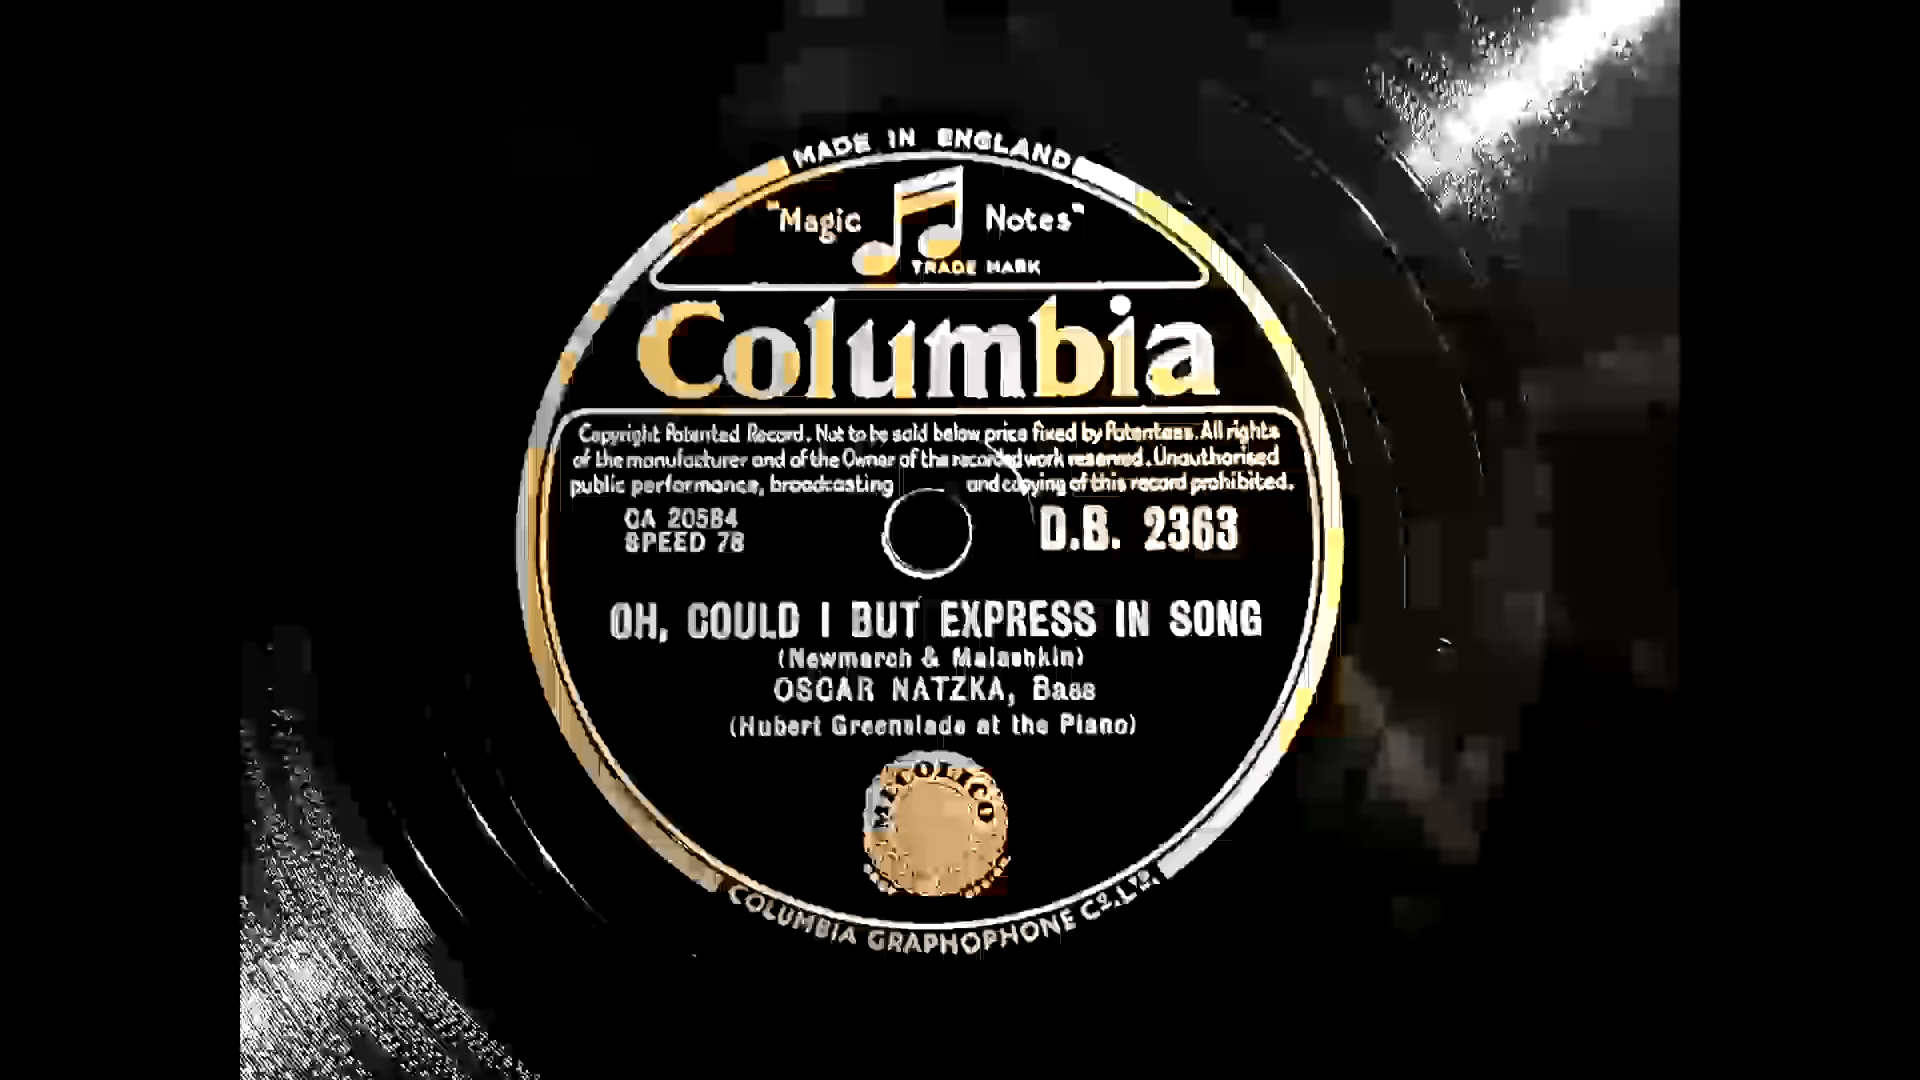 MADE IN ENGLAND
"Magic Notes"
TRADE MARK
Columbia
Copyright Patented Record. Not to be sold below price fixed by Patentees. All rights
of the manufacturer and of the Owner of the recorded work reserved. Unauthorised
public performance, broadcasting and copying of this record prohibited.
CA 20584
SPEED 78
D.B. 2363
OH, COULD I BUT EXPRESS IN SONG
(Newmarch & Malashkin)
OSCAR NATZKA, Bass
(Hubert Greenslade at the Piano)
MECOLICO
COLUMBIA GRAPHOPHONE CO. LTD.